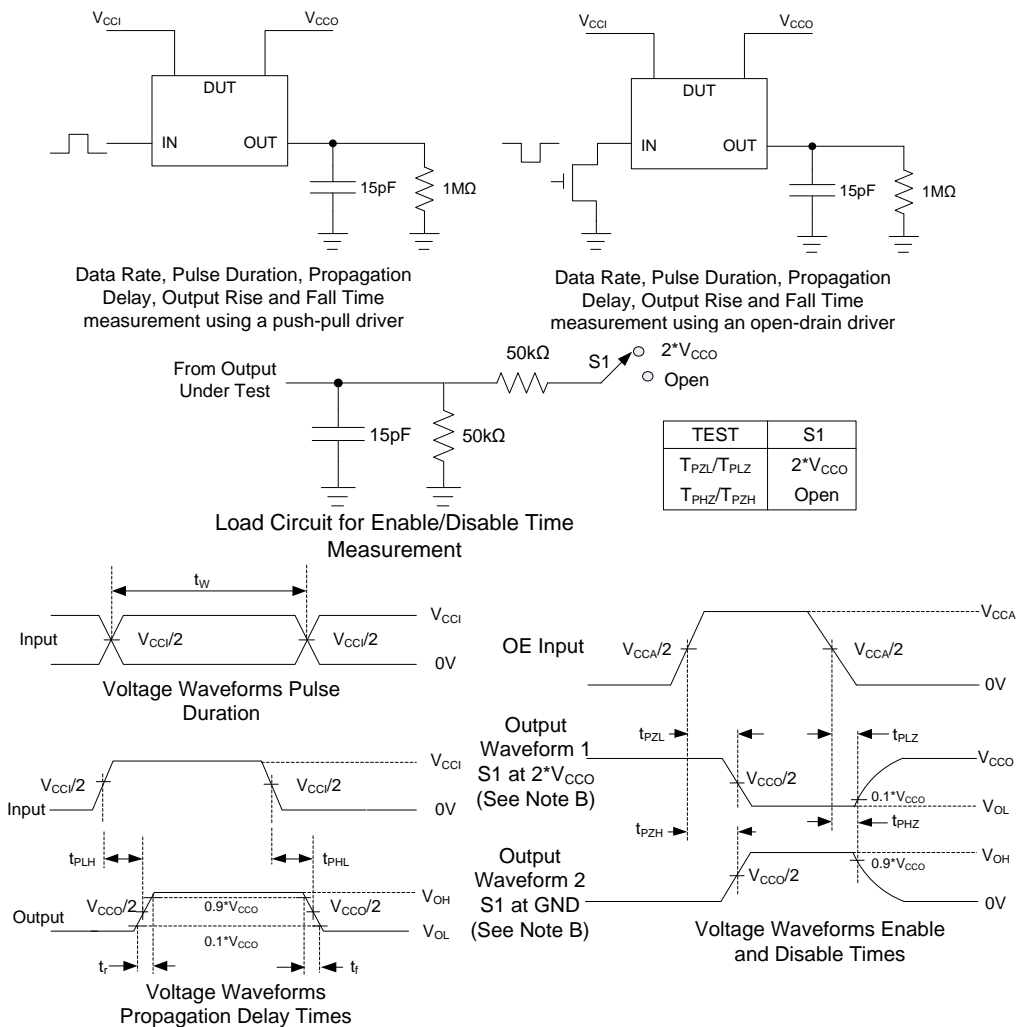 V_CCI
V_CCO
DUT
IN
OUT
15pF
1MΩ
Data Rate, Pulse Duration, Propagation
Delay, Output Rise and Fall Time
measurement using a push-pull driver
V_CCI
V_CCO
DUT
IN
OUT
15pF
1MΩ
Data Rate, Pulse Duration, Propagation
Delay, Output Rise and Fall Time
measurement using an open-drain driver
From Output
Under Test
15pF
50kΩ
50kΩ
S1
2*V_CCO
Open
Load Circuit for Enable/Disable Time
Measurement
TEST S1
T_PZL/T_PLZ 2*V_CCO
T_PHZ/T_PZH Open
t_W
Input
V_CCI/2
V_CCI/2
V_CCI
0V
Voltage Waveforms Pulse
Duration
Input
V_CCI/2
V_CCI/2
V_CCI
0V
t_PLH
t_PHL
Output
V_CCO/2
0.9*V_CCO
0.1*V_CCO
V_CCO/2
V_OH
V_OL
t_r
t_f
Voltage Waveforms
Propagation Delay Times
OE Input
V_CCA/2
V_CCA/2
V_CCA
0V
Output
Waveform 1
S1 at 2*V_CCO
(See Note B)
t_PZL
t_PLZ
V_CCO/2
V_CCO
0.1*V_CCO
V_OL
t_PZH
t_PHZ
Output
Waveform 2
S1 at GND
(See Note B)
V_CCO/2
V_OH
0.9*V_CCO
0V
Voltage Waveforms Enable
and Disable Times